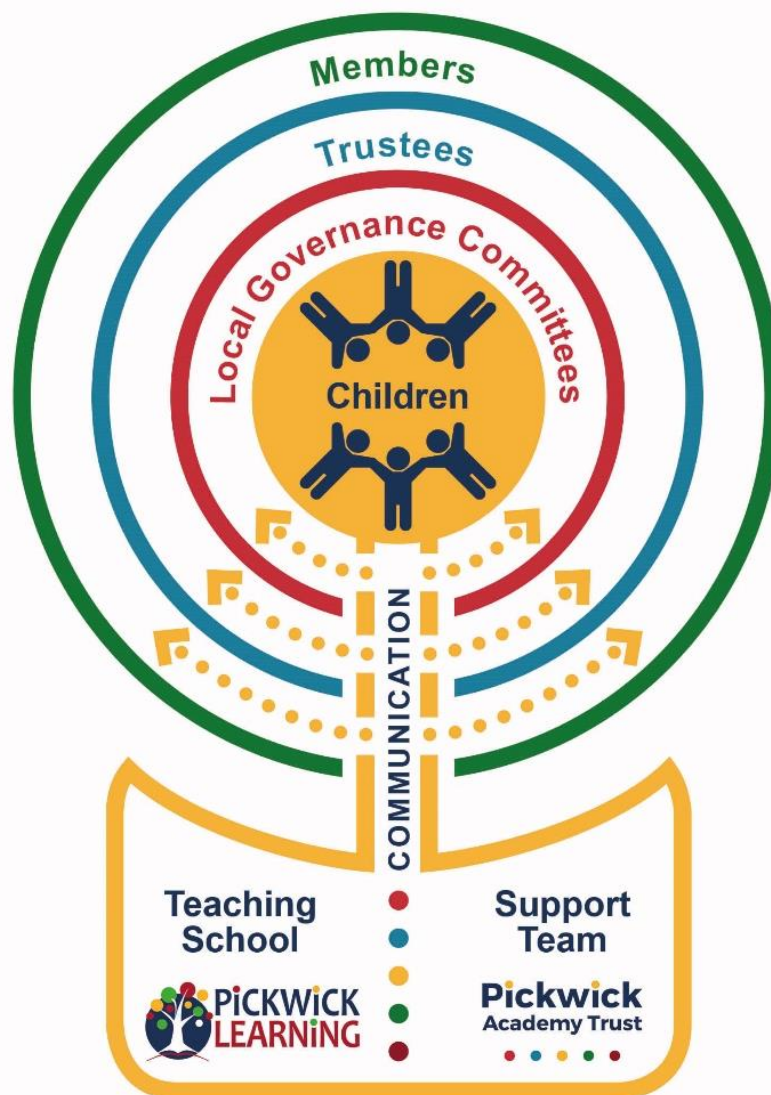 Members
Trustees
Local Governance Committees
Children
COMMUNICATION
Teaching
School
PiCKWiCK
LEARNiNG
Support
Team
Pickwick
Academy Trust